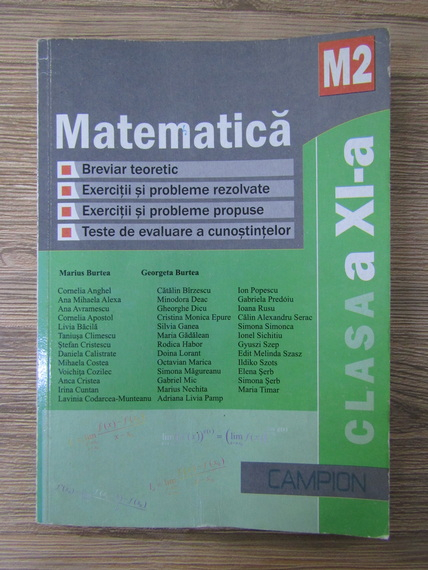 M2
Matematică
Breviar teoretic
Exerciții și probleme rezolvate
Exerciții și probleme propuse
Teste de evaluare a cunoștințelor
CLASA a XI-a
Marius Burtea Georgeta Burtea
Cornelia Anghel Cătălin Bîrzescu Ion Popescu
Ana Mihaela Alexa Minodora Deac Gabriela Predoiu
Ana Avramescu Gheorghe Dicu Ioana Rusu
Cornelia Apostol Cristina Monica Epure Călin Alexandru Serac
Livia Băcilă Silvia Ganea Simona Simonca
Taniușa Climescu Maria Gădălean Ionel Sichitiu
Ștefan Cristescu Rodica Habor Gyuszi Szep
Daniela Calistrate Doina Lorant Edit Melinda Szasz
Mihaela Costea Octavian Marica Ildiko Szots
Voichița Cozilec Simona Măgureanu Elena Șerb
Anca Cristea Gabriel Mic Simona Șerb
Irina Cuntan Marius Nechita Maria Timar
Lavinia Codarcea-Munteanu Adriana Livia Pamp
CAMPION